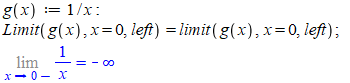 g(x) := 1/x:
Limit(g(x), x=0, left) = limit(g(x), x=0, left);
lim x→0− 1/x = −∞